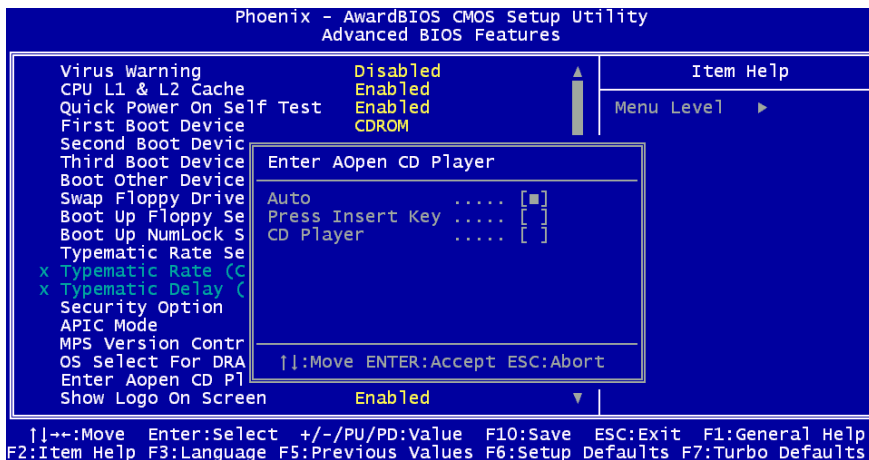 Phoenix - AwardBIOS CMOS Setup Utility
Advanced BIOS Features
Virus Warning Disabled
CPU L1 & L2 Cache Enabled
Quick Power On Self Test Enabled
First Boot Device CDROM
Second Boot Devic
Third Boot Device
Boot Other Device
Swap Floppy Drive
Boot Up Floppy Se
Boot Up NumLock S
Typematic Rate Se
x Typematic Rate (C
x Typematic Delay (
Security Option
APIC Mode
MPS Version Contr
OS Select For DRA
Enter Aopen CD Pl
Show Logo On Screen Enabled
Item Help
Menu Level ▶
Enter AOpen CD Player
Auto ..... [■]
Press Insert Key ..... [ ]
CD Player ..... [ ]
↑↓:Move ENTER:Accept ESC:Abort
↑↓→←:Move Enter:Select +/-/PU/PD:Value F10:Save ESC:Exit F1:General Help
F2:Item Help F3:Language F5:Previous Values F6:Setup Defaults F7:Turbo Defaults